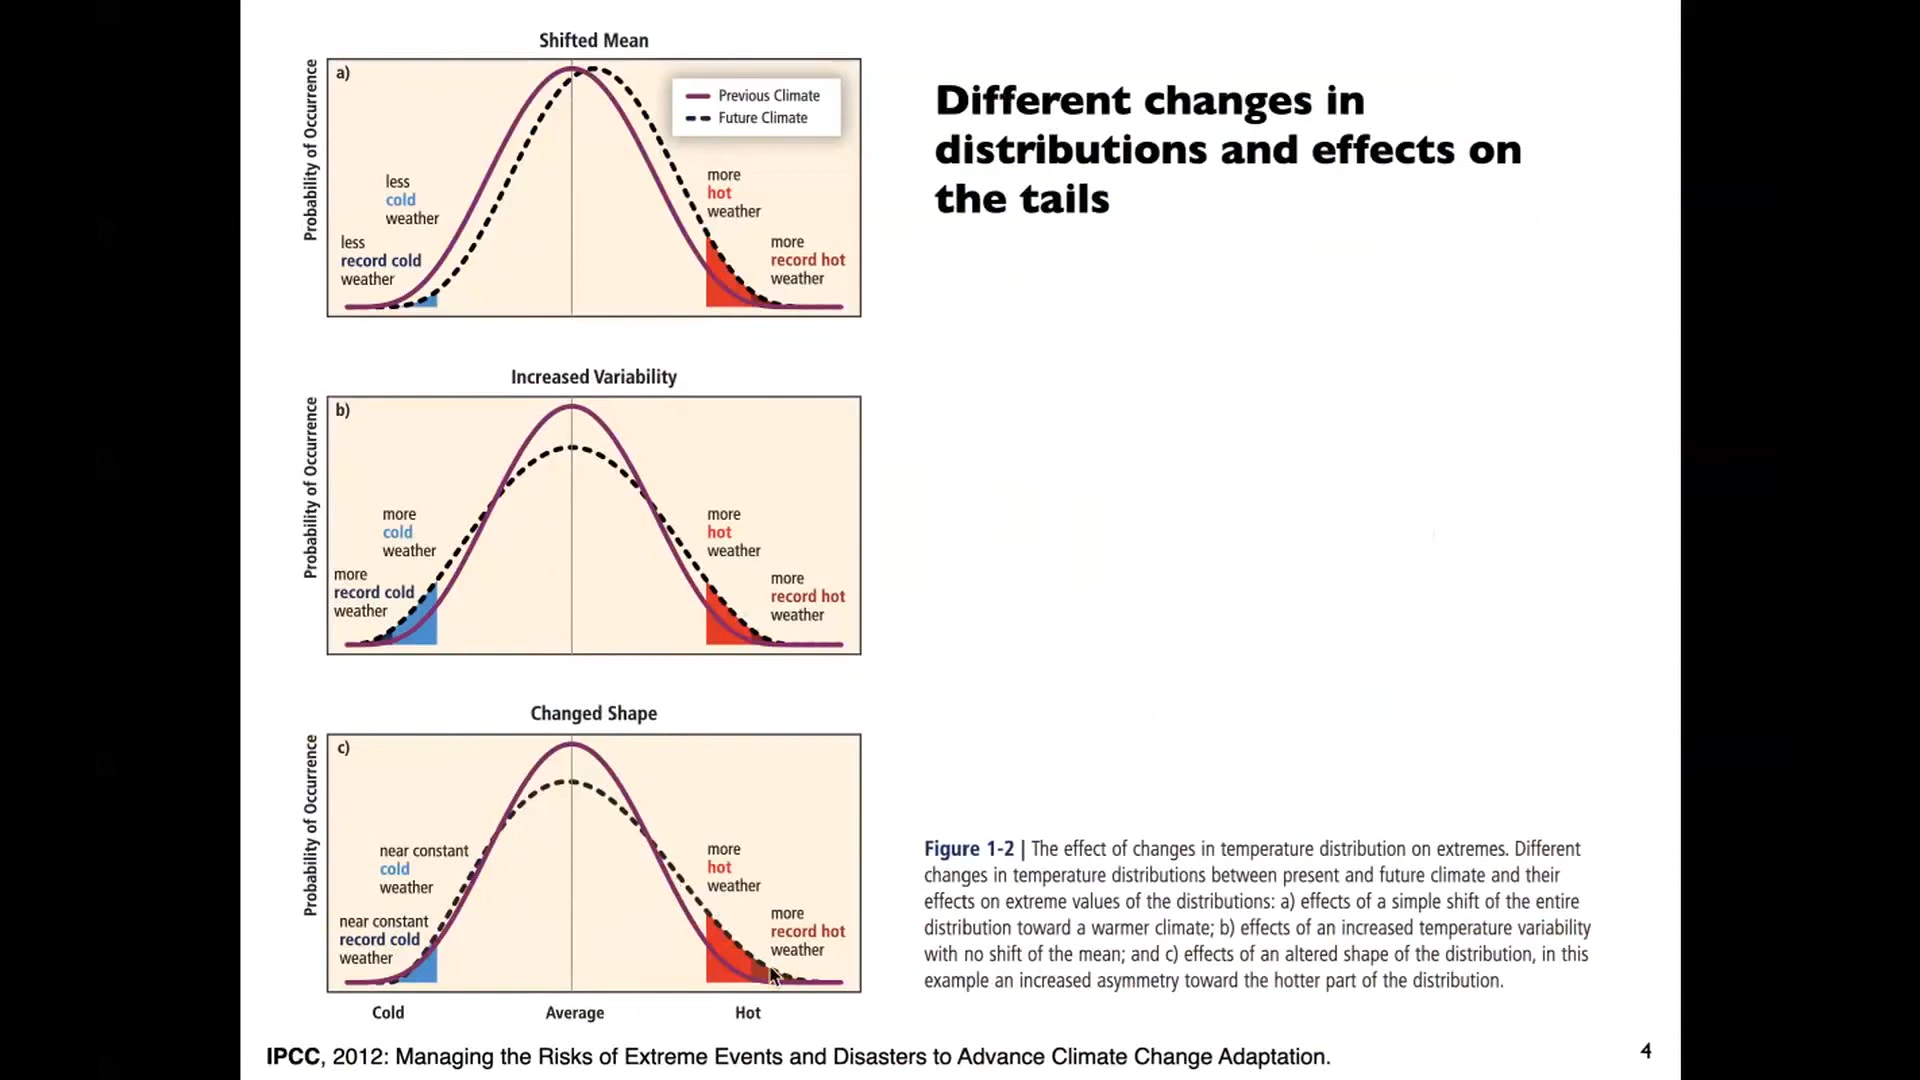 Shifted Mean
a)
Previous Climate
Future Climate
Probability of Occurrence
less
cold
weather
less
record cold
weather
more
hot
weather
more
record hot
weather
Different changes in
distributions and effects on
the tails
Increased Variability
b)
Probability of Occurrence
more
cold
weather
more
record cold
weather
more
hot
weather
more
record hot
weather
Changed Shape
c)
Probability of Occurrence
near constant
cold
weather
near constant
record cold
weather
more
hot
weather
more
record hot
weather
Cold
Average
Hot
Figure 1-2 | The effect of changes in temperature distribution on extremes. Different
changes in temperature distributions between present and future climate and their
effects on extreme values of the distributions: a) effects of a simple shift of the entire
distribution toward a warmer climate; b) effects of an increased temperature variability
with no shift of the mean; and c) effects of an altered shape of the distribution, in this
example an increased asymmetry toward the hotter part of the distribution.
IPCC, 2012: Managing the Risks of Extreme Events and Disasters to Advance Climate Change Adaptation.
4